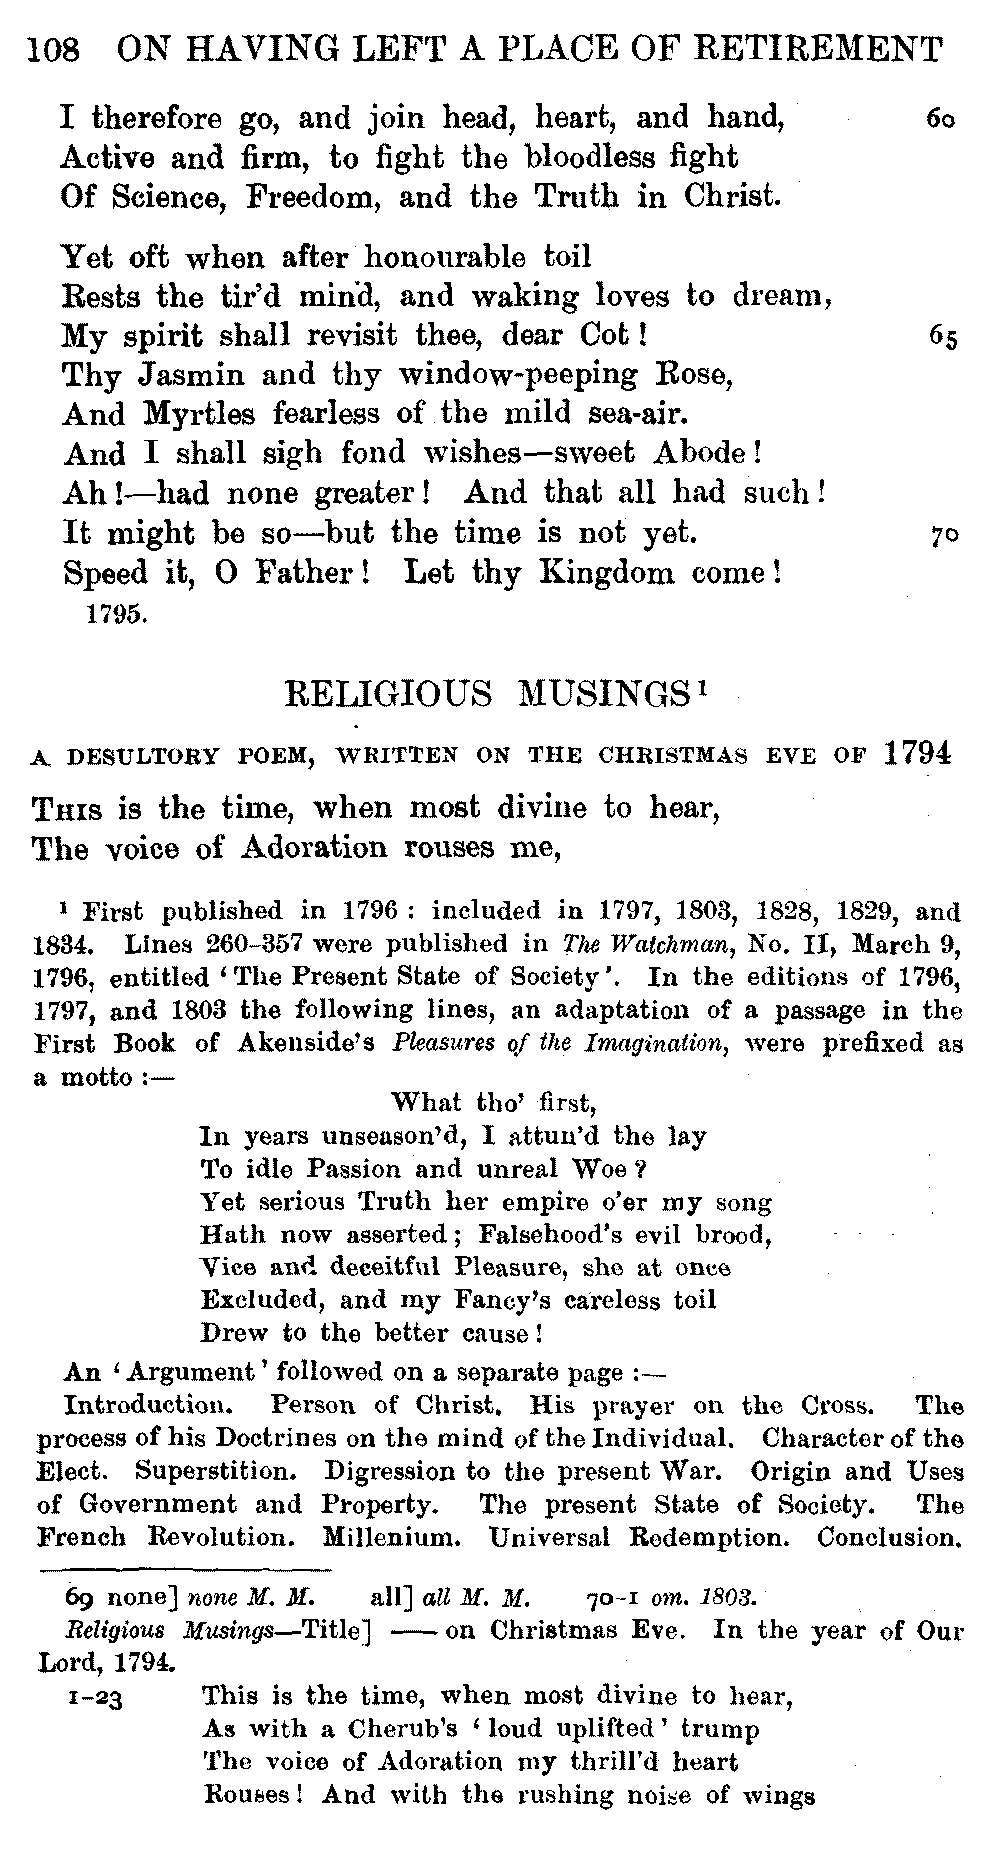 108 ON HAVING LEFT A PLACE OF RETIREMENT
I therefore go, and join head, heart, and hand, 60
Active and firm, to fight the bloodless fight
Of Science, Freedom, and the Truth in Christ.
Yet oft when after honourable toil
Rests the tir'd mind, and waking loves to dream,
My spirit shall revisit thee, dear Cot! 65
Thy Jasmin and thy window-peeping Rose,
And Myrtles fearless of the mild sea-air.
And I shall sigh fond wishes—sweet Abode!
Ah!—had none greater! And that all had such!
It might be so—but the time is not yet. 70
Speed it, O Father! Let thy Kingdom come!
1795.
RELIGIOUS MUSINGS¹
A DESULTORY POEM, WRITTEN ON THE CHRISTMAS EVE OF 1794
THIS is the time, when most divine to hear,
The voice of Adoration rouses me,
¹ First published in 1796: included in 1797, 1803, 1828, 1829, and
1834. Lines 260–357 were published in The Watchman, No. II, March 9,
1796, entitled 'The Present State of Society'. In the editions of 1796,
1797, and 1803 the following lines, an adaptation of a passage in the
First Book of Akenside's Pleasures of the Imagination, were prefixed as
a motto:—
What tho' first,
In years unseason'd, I attun'd the lay
To idle Passion and unreal Woe?
Yet serious Truth her empire o'er my song
Hath now asserted; Falsehood's evil brood,
Vice and deceitful Pleasure, she at once
Excluded, and my Fancy's careless toil
Drew to the better cause!
An 'Argument' followed on a separate page:—
Introduction. Person of Christ. His prayer on the Cross. The
process of his Doctrines on the mind of the Individual. Character of the
Elect. Superstition. Digression to the present War. Origin and Uses
of Government and Property. The present State of Society. The
French Revolution. Millenium. Universal Redemption. Conclusion.
69 none] none M. M. all] all M. M. 70–1 om. 1803.
Religious Musings—Title] —— on Christmas Eve. In the year of Our
Lord, 1794.
1–23 This is the time, when most divine to hear,
As with a Cherub's 'loud uplifted' trump
The voice of Adoration my thrill'd heart
Rouses! And with the rushing noise of wings